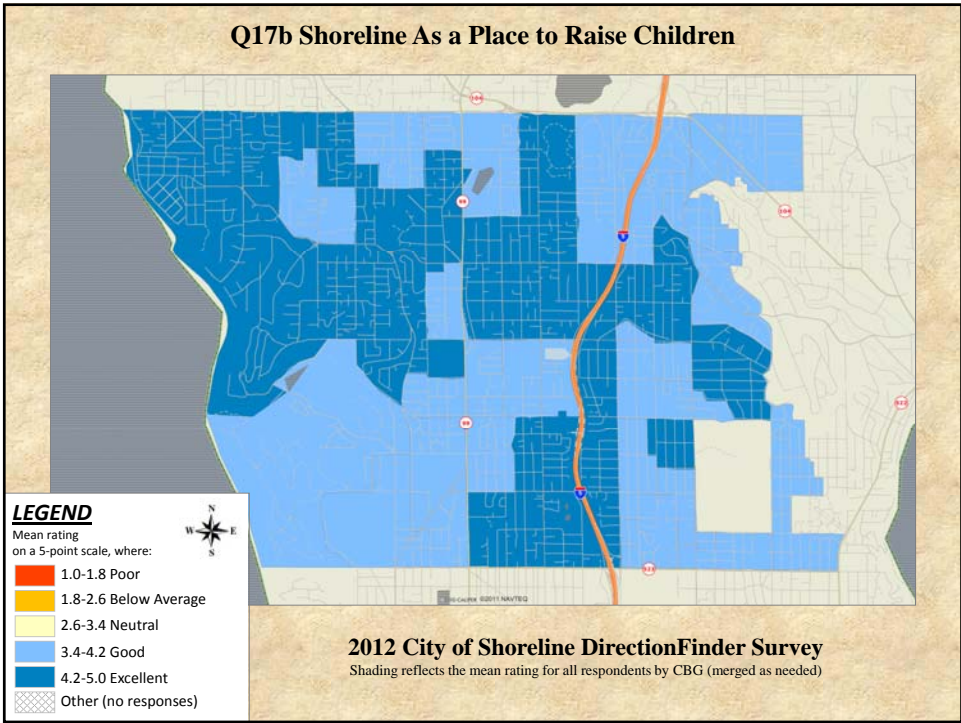 Q17b Shoreline As a Place to Raise Children
104
99
104
5
522
99
5
523
LEGEND
Mean rating
on a 5-point scale, where:
N
W E
S
1.0-1.8 Poor
1.8-2.6 Below Average
2.6-3.4 Neutral
3.4-4.2 Good
4.2-5.0 Excellent
Other (no responses)
CALIPER ©2011 NAVTEQ
2012 City of Shoreline DirectionFinder Survey
Shading reflects the mean rating for all respondents by CBG (merged as needed)